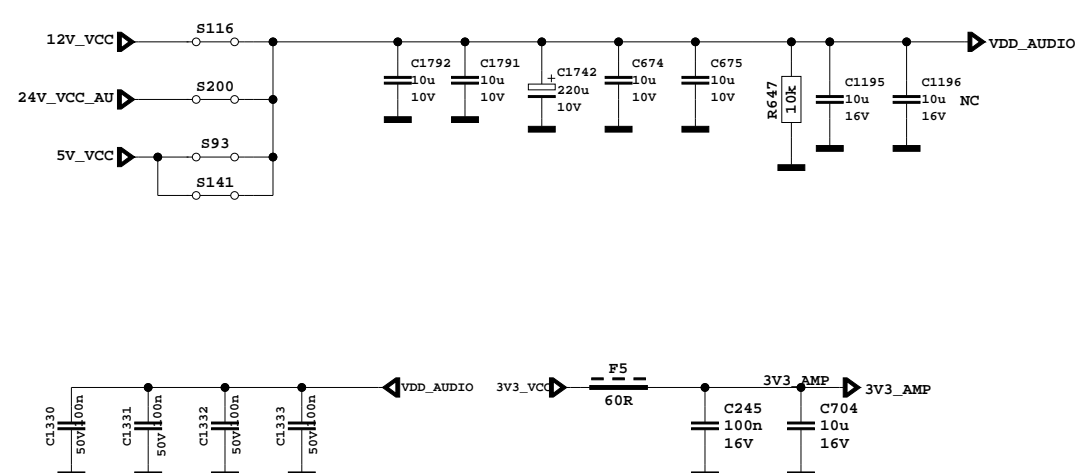 S116
12V_VCC
VDD_AUDIO
C1792
10u
10V
C1791
10u
10V
+
C1742
220u
10V
C674
10u
10V
C675
10u
10V
R647
10k
C1195
10u
16V
C1196
10u
16V
NC
24V_VCC_AU
S200
5V_VCC
S93
S141
C1330
50V 100n
C1331
50V 100n
C1332
50V 100n
C1333
50V 100n
VDD_AUDIO
3V3_VCC
F5
60R
3V3_AMP
3V3_AMP
C245
100n
16V
C704
10u
16V